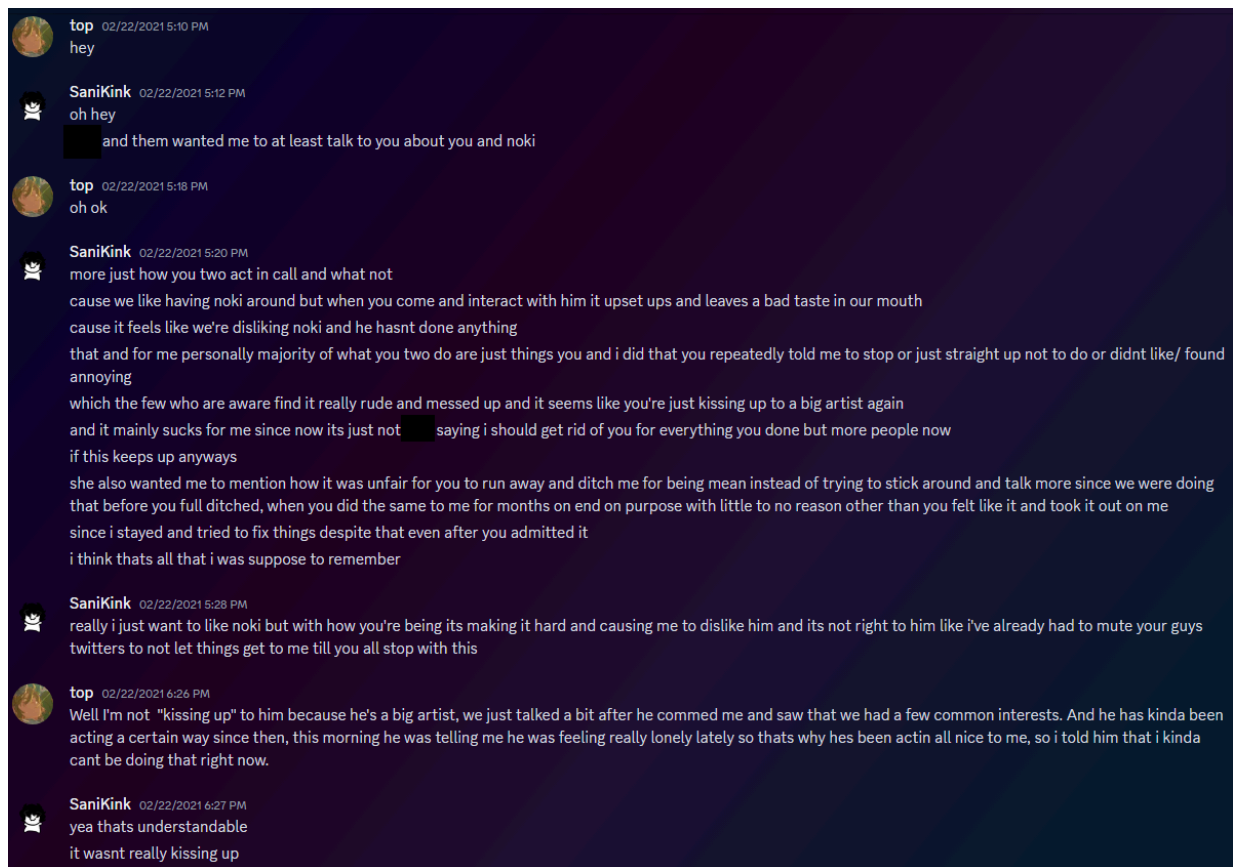 top 02/22/2021 5:10 PM
hey
SaniKink 02/22/2021 5:12 PM
oh hey
and them wanted me to at least talk to you about you and noki
top 02/22/2021 5:18 PM
oh ok
SaniKink 02/22/2021 5:20 PM
more just how you two act in call and what not
cause we like having noki around but when you come and interact with him it upset ups and leaves a bad taste in our mouth
cause it feels like we're disliking noki and he hasnt done anything
that and for me personally majority of what you two do are just things you and i did that you repeatedly told me to stop or just straight up not to do or didnt like/ found
annoying
which the few who are aware find it really rude and messed up and it seems like you're just kissing up to a big artist again
and it mainly sucks for me since now its just not saying i should get rid of you for everything you done but more people now
if this keeps up anyways
she also wanted me to mention how it was unfair for you to run away and ditch me for being mean instead of trying to stick around and talk more since we were doing
that before you full ditched, when you did the same to me for months on end on purpose with little to no reason other than you felt like it and took it out on me
since i stayed and tried to fix things despite that even after you admitted it
i think thats all that i was suppose to remember
SaniKink 02/22/2021 5:28 PM
really i just want to like noki but with how you're being its making it hard and causing me to dislike him and its not right to him like i've already had to mute your guys
twitters to not let things get to me till you all stop with this
top 02/22/2021 6:26 PM
Well I'm not "kissing up" to him because he's a big artist, we just talked a bit after he commed me and saw that we had a few common interests. And he has kinda been
acting a certain way since then, this morning he was telling me he was feeling really lonely lately so thats why hes been actin all nice to me, so i told him that i kinda
cant be doing that right now.
SaniKink 02/22/2021 6:27 PM
yea thats understandable
it wasnt really kissing up